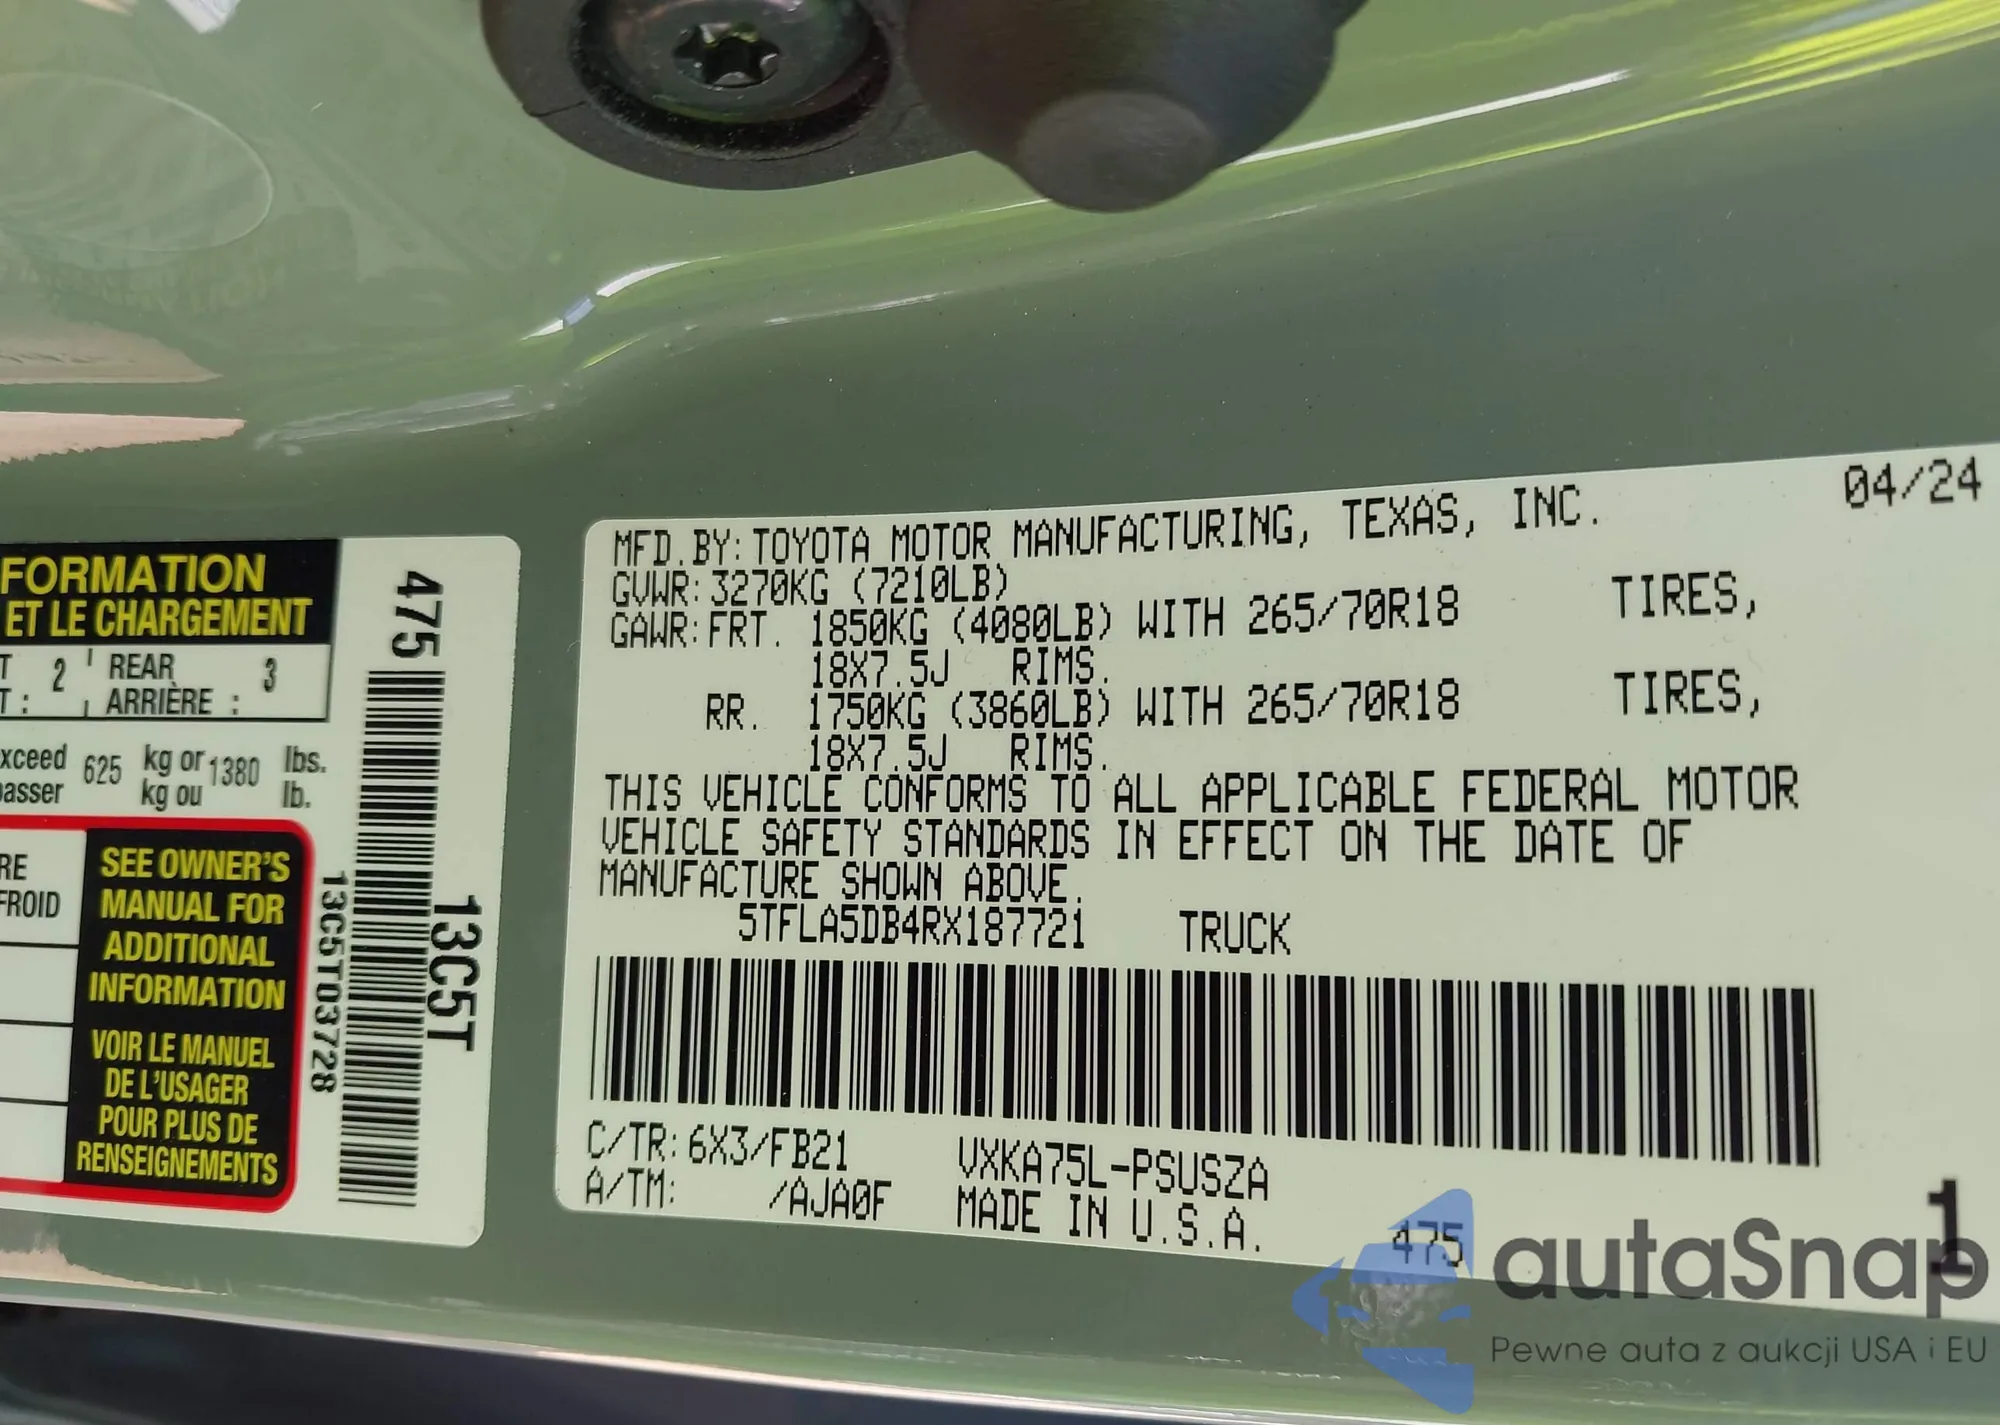 FORMATION
ET LE CHARGEMENT
T 2 REAR 3
T : ARRIÈRE :
xceed 625 kg or 1380 lbs.
passer kg ou lb.
RE
FROID
SEE OWNER'S
MANUAL FOR
ADDITIONAL
INFORMATION
VOIR LE MANUEL
DE L'USAGER
POUR PLUS DE
RENSEIGNEMENTS
475
13C5T
13C5T03728
04/24
MFD.BY:TOYOTA MOTOR MANUFACTURING, TEXAS, INC.
GVWR:3270KG (7210LB)
GAWR:FRT. 1850KG (4080LB) WITH 265/70R18 TIRES,
18X7.5J RIMS.
RR. 1750KG (3860LB) WITH 265/70R18 TIRES,
18X7.5J RIMS.
THIS VEHICLE CONFORMS TO ALL APPLICABLE FEDERAL MOTOR
VEHICLE SAFETY STANDARDS IN EFFECT ON THE DATE OF
MANUFACTURE SHOWN ABOVE.
5TFLA5DB4RX187721 TRUCK
C/TR:6X3/FB21 VXKA75L-PSUSZA
A/TM: /AJA0F MADE IN U.S.A.
475 1
autaSnap
Pewne auta z aukcji USA i EU